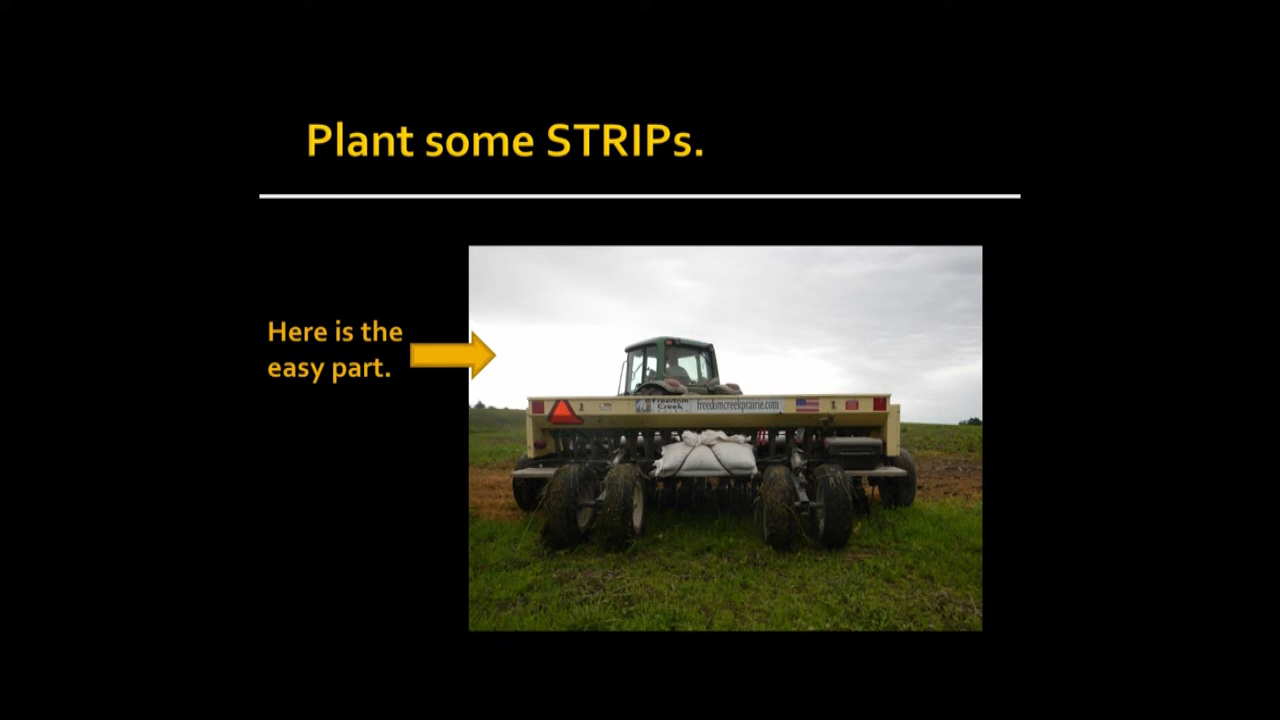 Plant some STRIPs.
Here is the
easy part.
Freedom
Creek
freedomcreekprairie.com